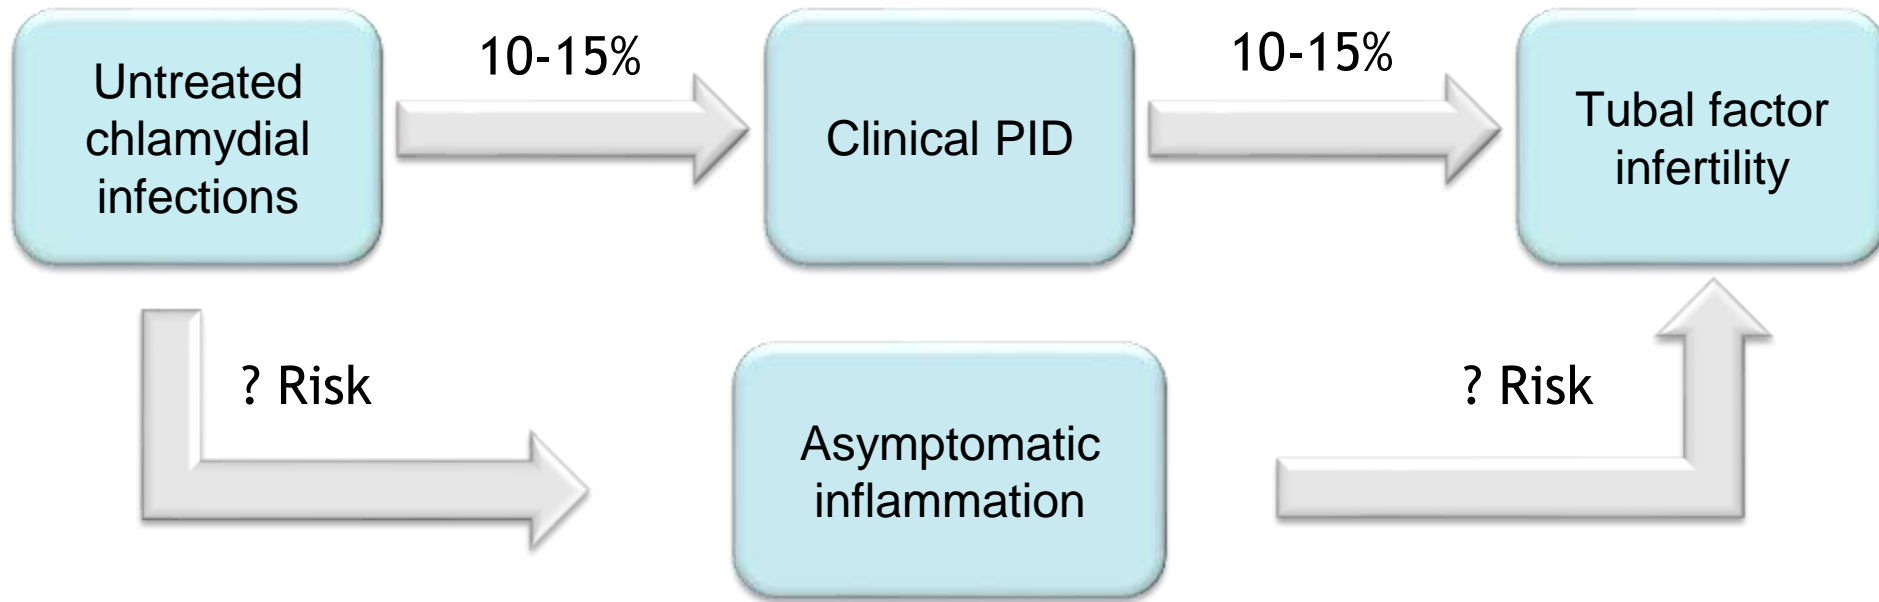 Untreated
chlamydial
infections
10-15%
Clinical PID
10-15%
Tubal factor
infertility
? Risk
Asymptomatic
inflammation
? Risk